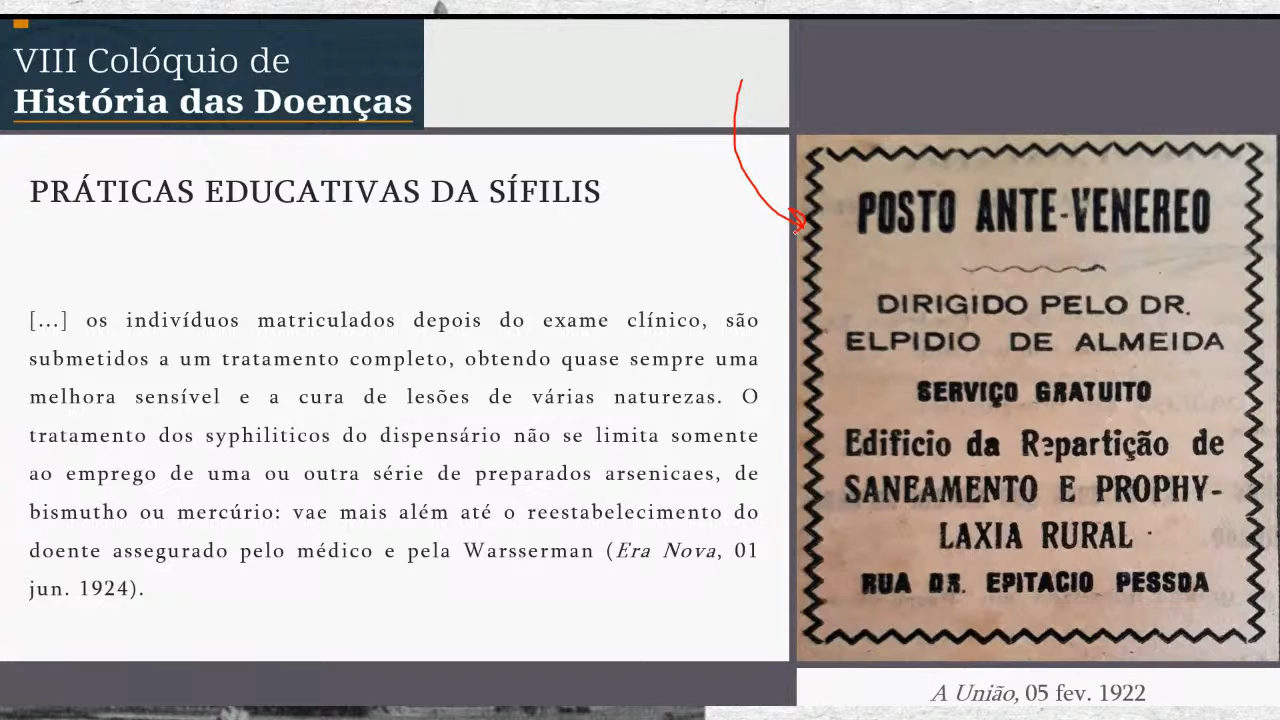 VIII Colóquio de
História das Doenças
PRÁTICAS EDUCATIVAS DA SÍFILIS
[...] os indivíduos matriculados depois do exame clínico, são
submetidos a um tratamento completo, obtendo quase sempre uma
melhora sensível e a cura de lesões de várias naturezas. O
tratamento dos syphiliticos do dispensário não se limita somente
ao emprego de uma ou outra série de preparados arsenicaes, de
bismutho ou mercúrio: vae mais além até o reestabelecimento do
doente assegurado pelo médico e pela Warsserman (Era Nova, 01
jun. 1924).
POSTO ANTE-VENEREO
DIRIGIDO PELO DR.
ELPIDIO DE ALMEIDA
SERVIÇO GRATUITO
Edificio da Repartição de
SANEAMENTO E PROPHY-
LAXIA RURAL
RUA DR. EPITACIO PESSOA
A União, 05 fev. 1922